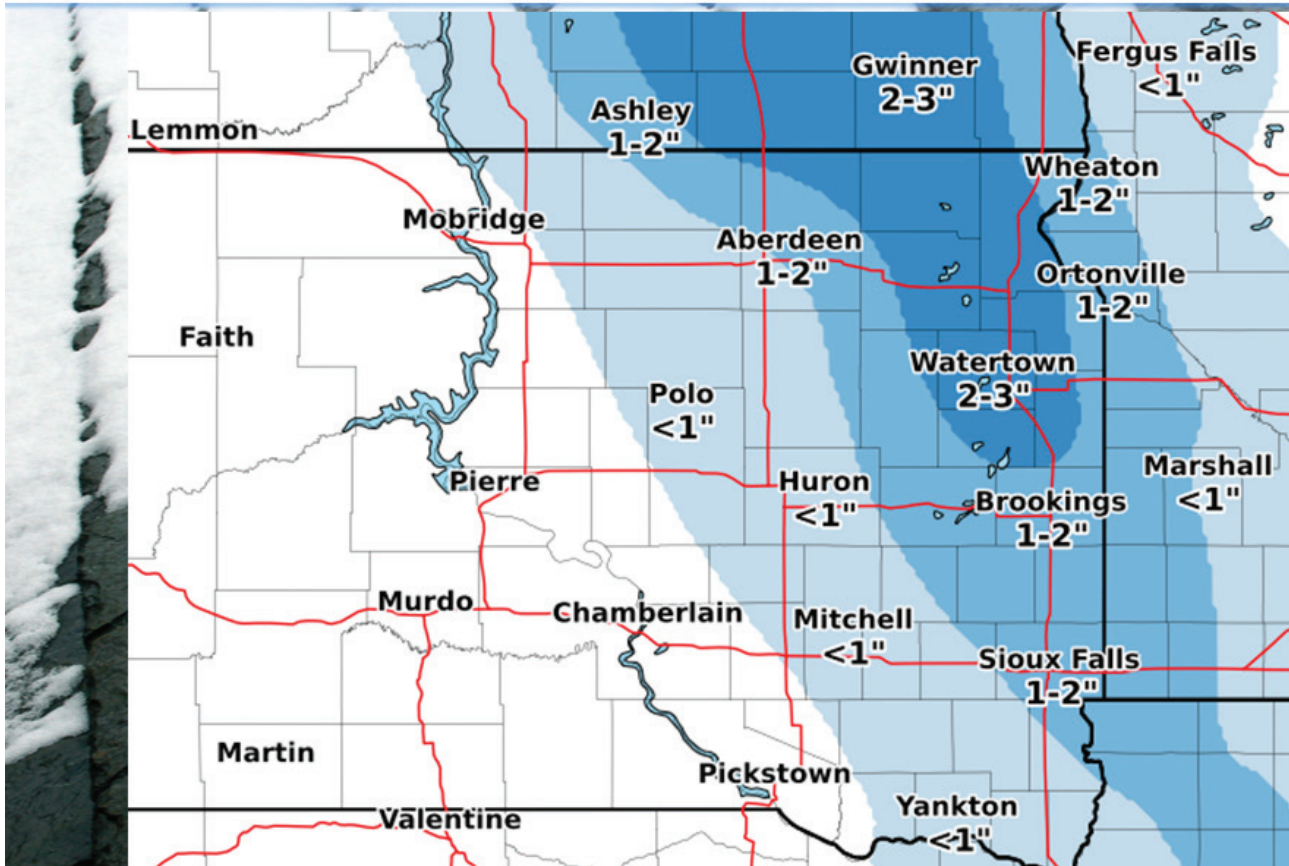 Fergus Falls
<1"
Gwinner
2-3"
Ashley
1-2"
Lemmon
Wheaton
1-2"
Mobridge
Aberdeen
1-2"
Ortonville
1-2"
Faith
Watertown
2-3"
Polo
<1"
Marshall
<1"
Pierre
Huron
<1"
Brookings
1-2"
Murdo
Chamberlain
Mitchell
<1"
Sioux Falls
1-2"
Martin
Pickstown
Yankton
<1"
Valentine